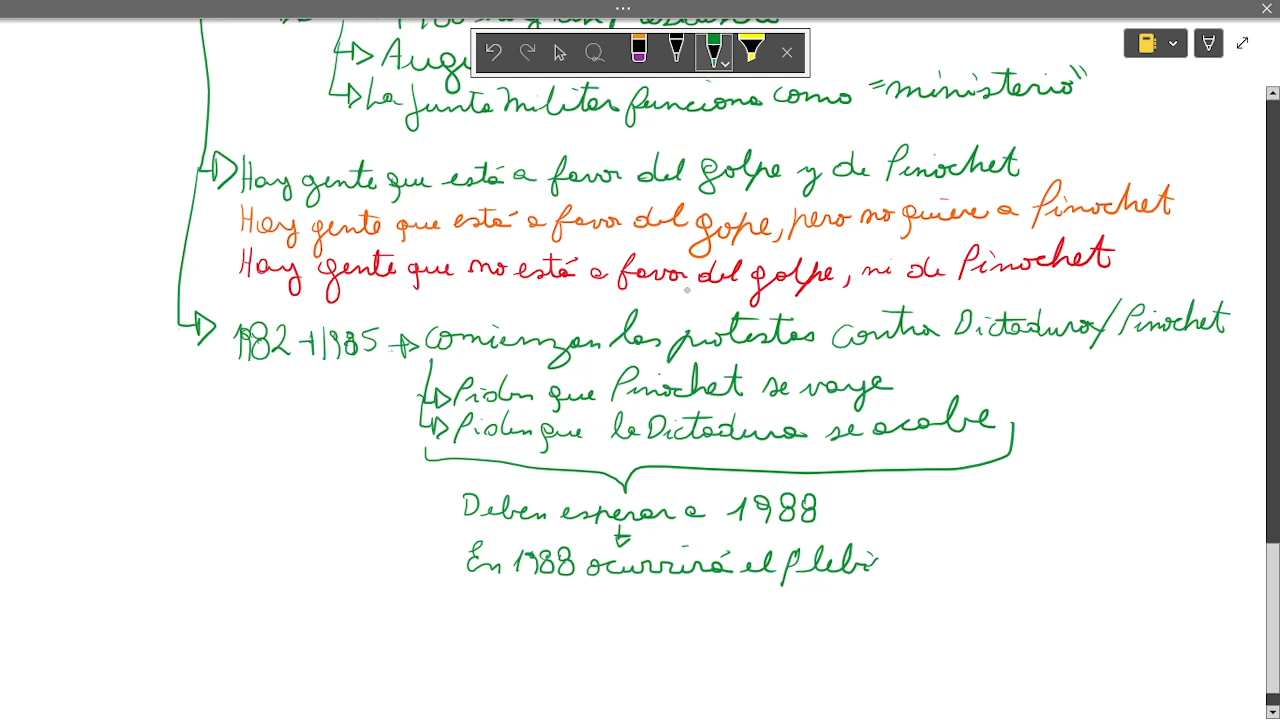 Augu
La Junta Militar funciona como "ministerio"
Hay gente que está a favor del golpe y de Pinochet
Hay gente que está a favor del gope, pero no quiere a Pinochet
Hay gente que no está a favor del golpe, ni de Pinochet
1982 - 1985 → comienzan las protestas contra Dictadura/Pinochet
Piden que Pinochet se vaya
Piden que la Dictadura se acabe
Deben esperar a 1988
En 1988 ocurrirá el Plebi